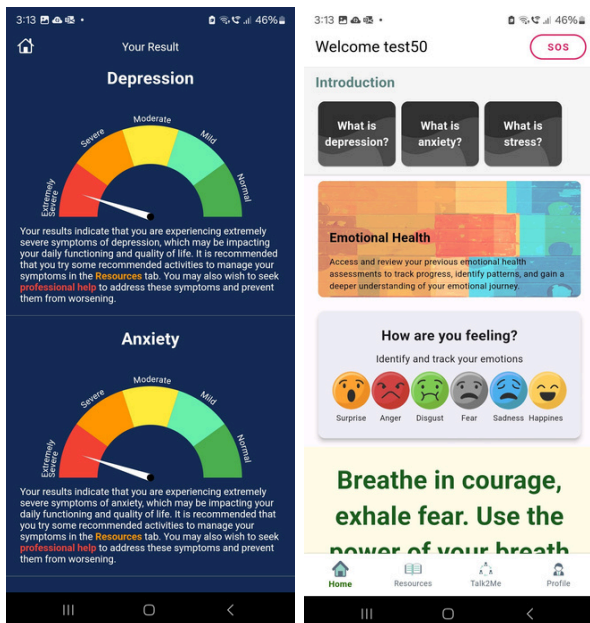 3:13
46%
Your Result
Depression
Extremely
Severe
Severe
Moderate
Mild
Normal
Your results indicate that you are experiencing extremely
severe symptoms of depression, which may be impacting
your daily functioning and quality of life. It is recommended
that you try some recommended activities to manage your
symptoms in the Resources tab. You may also wish to seek
professional help to address these symptoms and prevent
them from worsening.
Anxiety
Extremely
Severe
Severe
Moderate
Mild
Normal
Your results indicate that you are experiencing extremely
severe symptoms of anxiety, which may be impacting your
daily functioning and quality of life. It is recommended that
you try some recommended activities to manage your
symptoms in the Resources tab. You may also wish to seek
professional help to address these symptoms and prevent
them from worsening.
3:13
46%
Welcome test50
SOS
Introduction
What is
depression?
What is
anxiety?
What is
stress?
Emotional Health
Access and review your previous emotional health
assessments to track progress, identify patterns, and gain a
deeper understanding of your emotional journey.
How are you feeling?
Identify and track your emotions
Surprise Anger Disgust Fear Sadness Happines
Breathe in courage,
exhale fear. Use the
power of your breath
Home Resources Talk2Me Profile